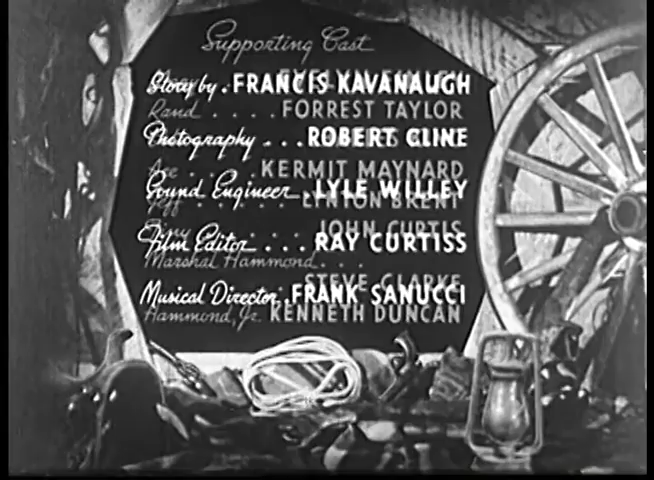 Supporting Cast
Story by . FRANCIS KAVANAUGH
Rand . . . . FORREST TAYLOR
Photography . . . ROBERT CLINE
Ace . . . . KERMIT MAYNARD
Sound Engineer . . LYLE WILLEY
Jeff . . . . LYNTON BRENT
JOHN CURTIS
Film Editor . . . . RAY CURTISS
Marshal Hammond . . .
STEVE CLARKE
Musical Director . . FRANK SANUCCI
Hammond, Jr. KENNETH DUNCAN